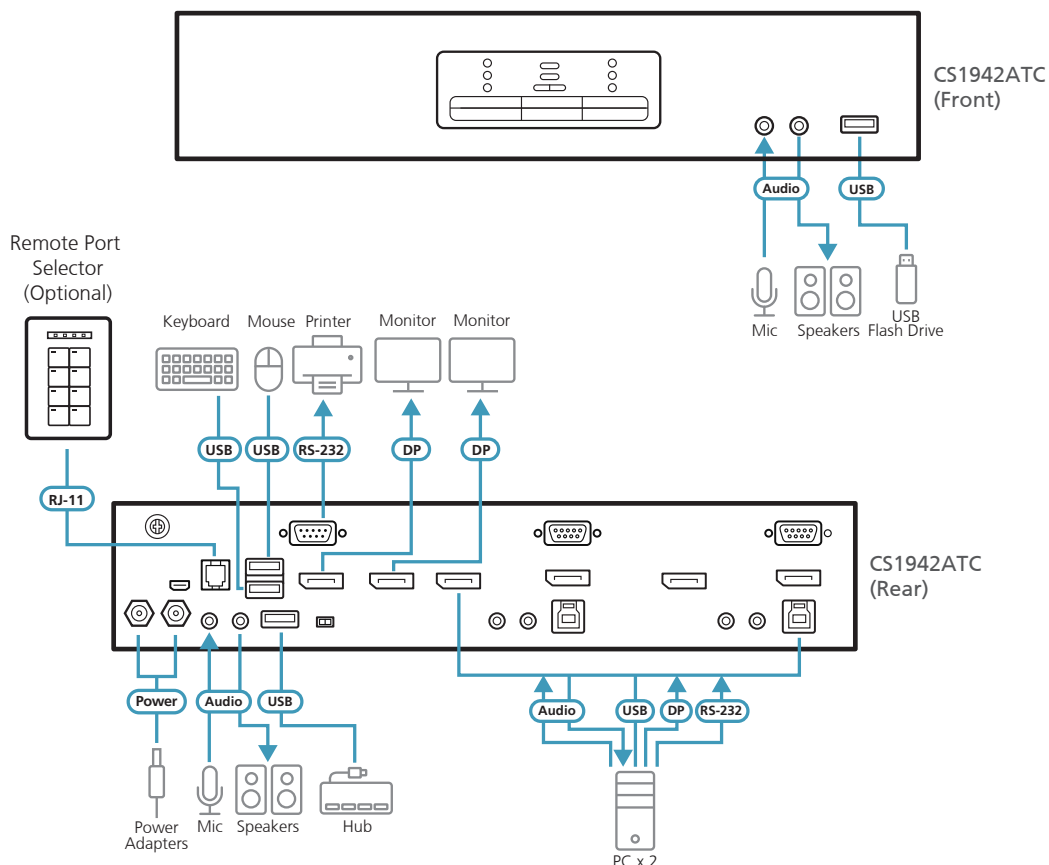 CS1942ATC
(Front)
Audio
USB
Mic
Speakers
USB
Flash Drive
Remote Port
Selector
(Optional)
Keyboard
Mouse
Printer
Monitor
Monitor
USB
USB
RS-232
DP
DP
RJ-11
CS1942ATC
(Rear)
Power
Audio
USB
Audio
USB
DP
RS-232
Power
Adapters
Mic
Speakers
Hub
PC x 2